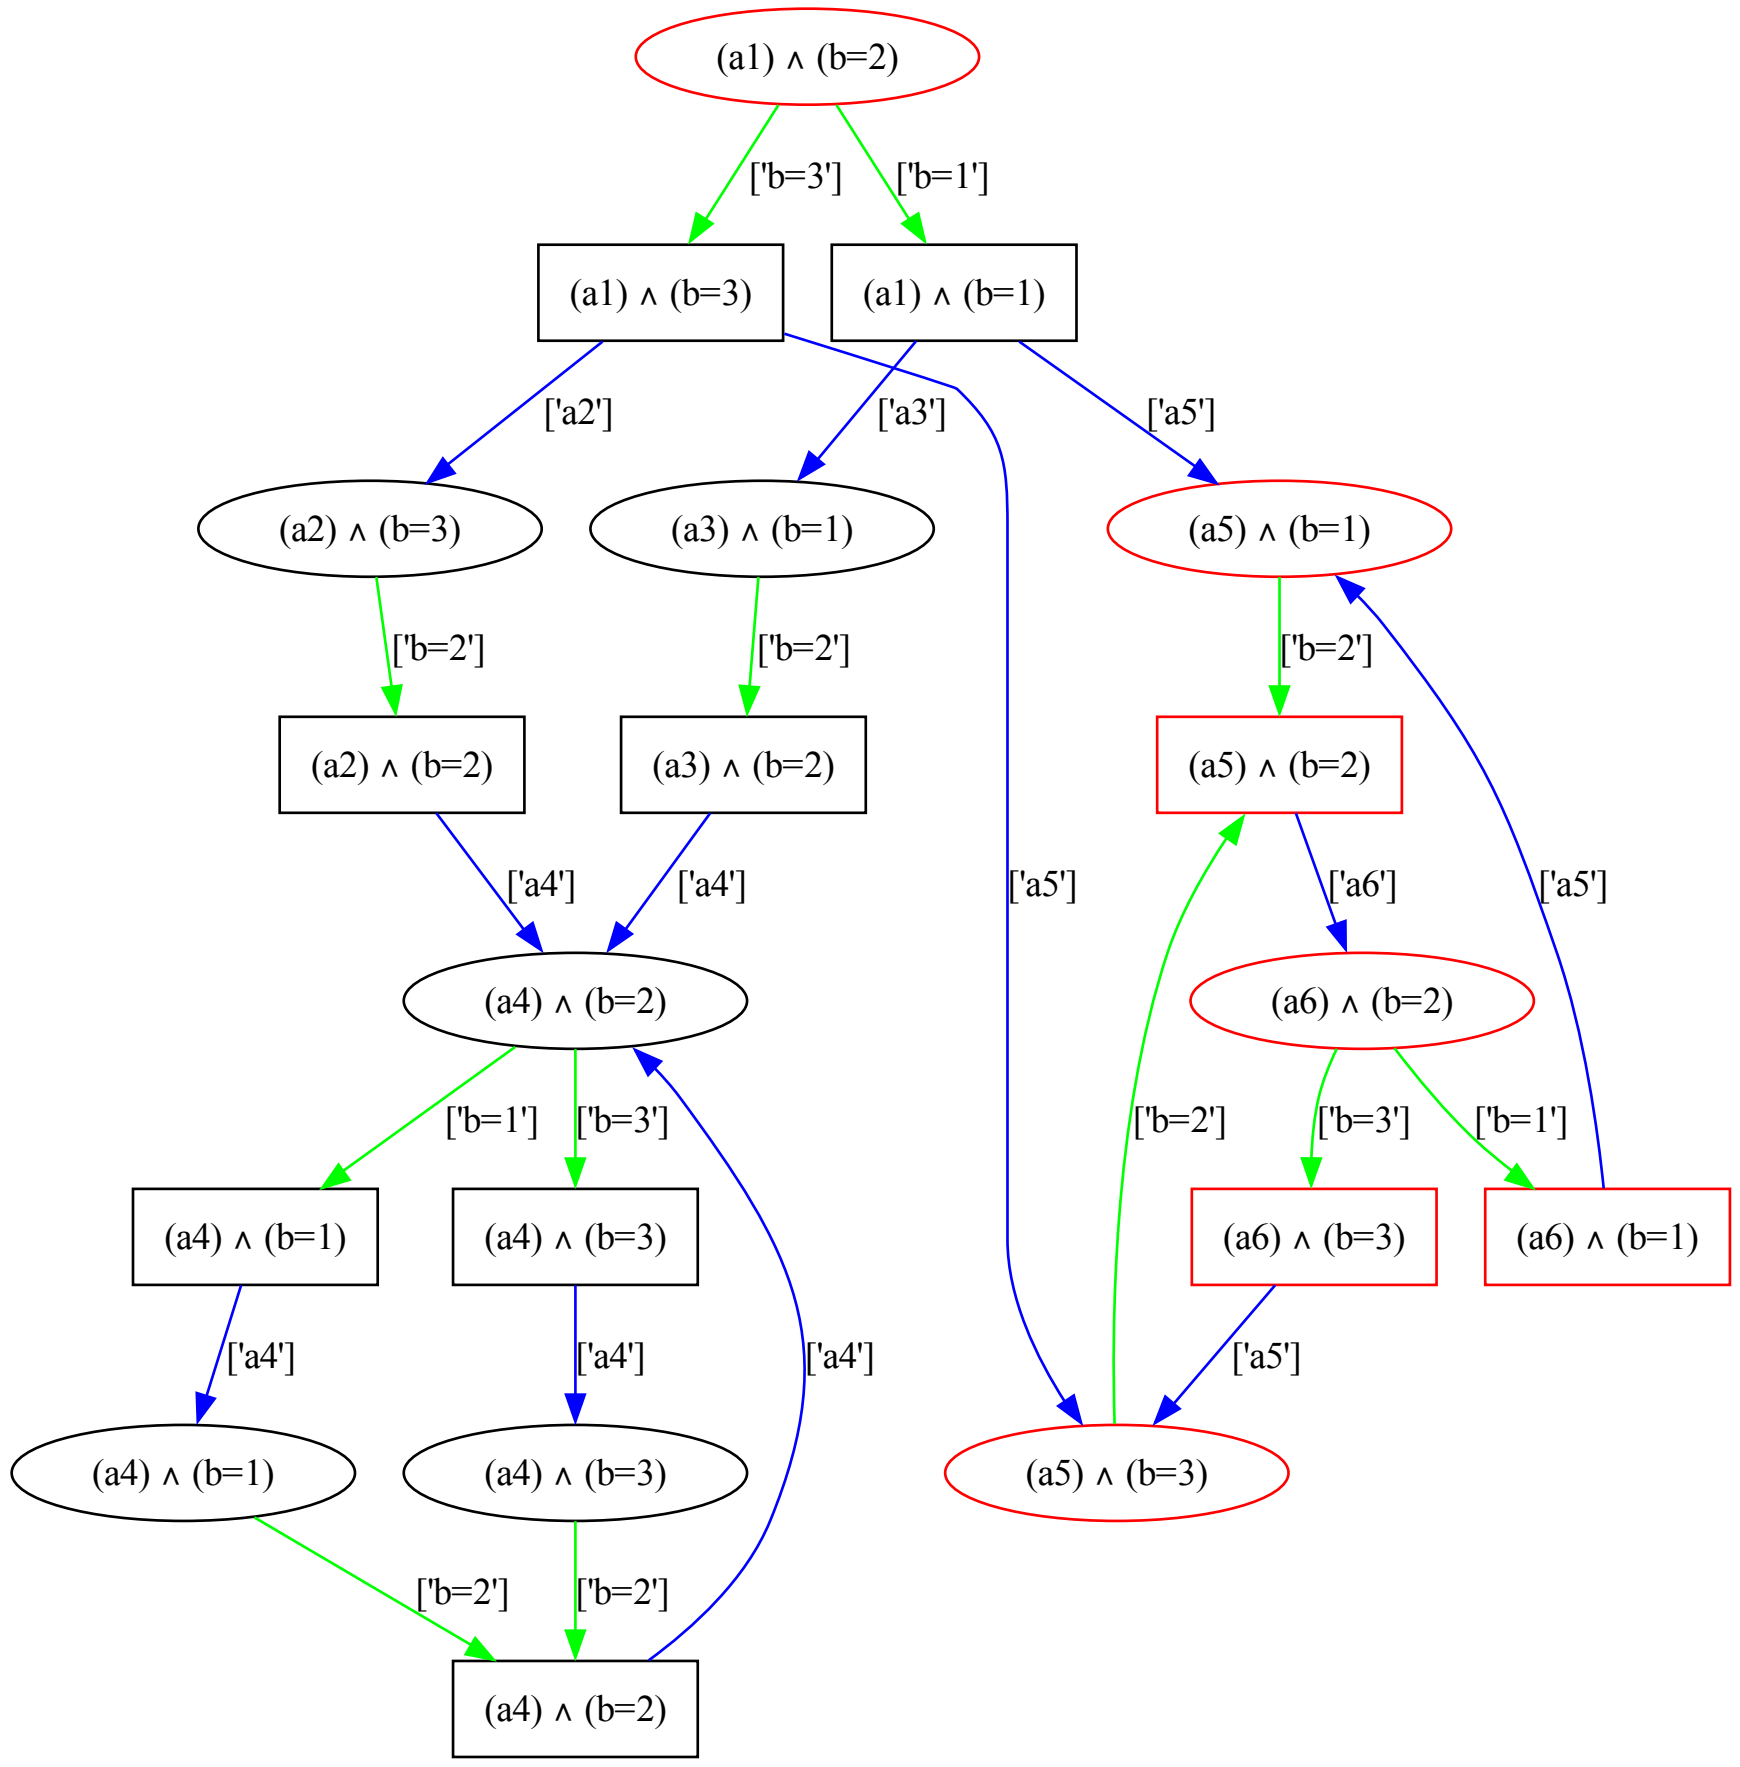 (a1) ∧ (b=2)
['b=3']
['b=1']
(a1) ∧ (b=3)
(a1) ∧ (b=1)
['a2']
['a3']
['a5']
(a2) ∧ (b=3)
(a3) ∧ (b=1)
(a5) ∧ (b=1)
['b=2']
['b=2']
['b=2']
(a2) ∧ (b=2)
(a3) ∧ (b=2)
(a5) ∧ (b=2)
['a4']
['a4']
['a5']
['a6']
['a5']
(a4) ∧ (b=2)
(a6) ∧ (b=2)
['b=1']
['b=3']
['b=2']
['b=3']
['b=1']
(a4) ∧ (b=1)
(a4) ∧ (b=3)
(a6) ∧ (b=3)
(a6) ∧ (b=1)
['a4']
['a4']
['a4']
['a5']
(a4) ∧ (b=1)
(a4) ∧ (b=3)
(a5) ∧ (b=3)
['b=2']
['b=2']
(a4) ∧ (b=2)